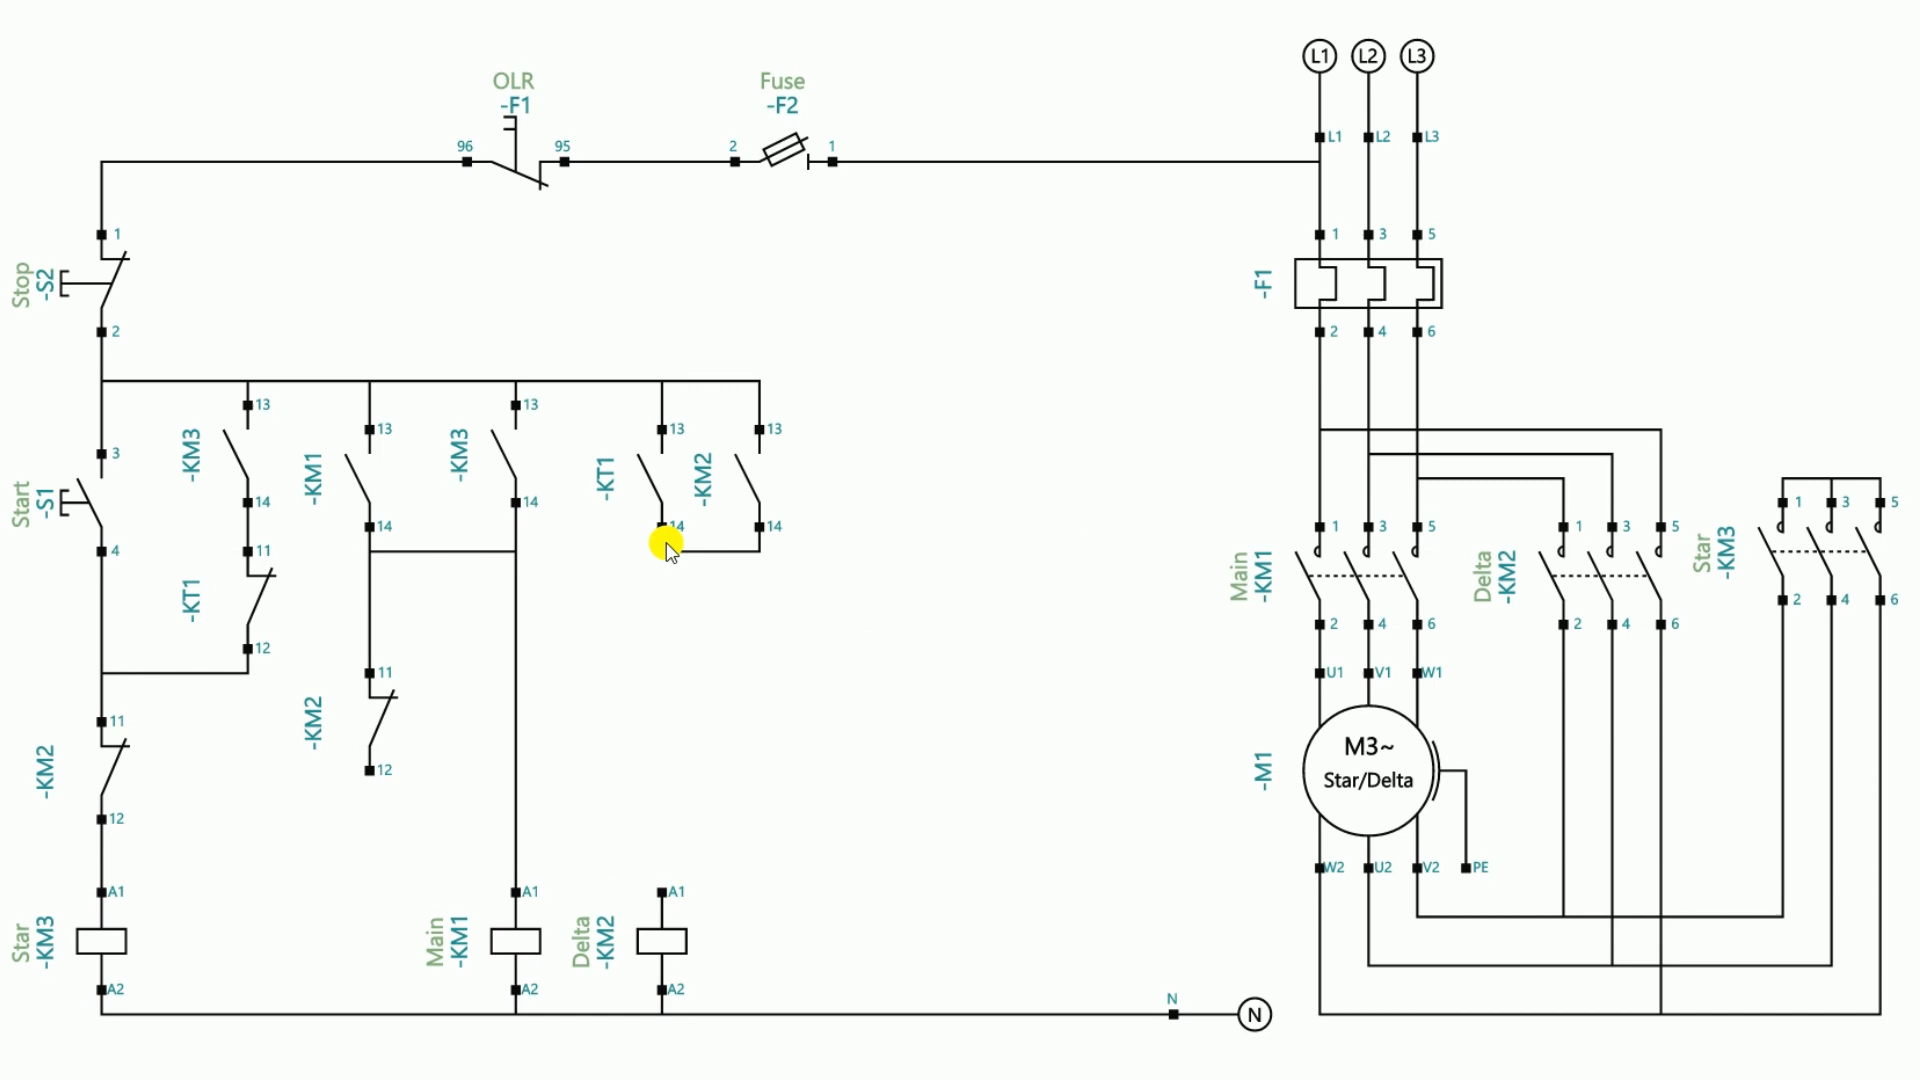 L1 L2 L3
OLR
-F1
Fuse
-F2
96 95 2 1
L1 L2 L3
1
Stop
-S2
2
1 3 5
-F1
2 4 6
13 13 13 13 13
3
-KM3 -KM1 -KM3 -KT1 -KM2
Start
-S1
14 14 14 14 14
4
11
-KT1
12
1 3 5
Main
-KM1
2 4 6
1 3 5
Delta
-KM2
2 4 6
1 3 5
Star
-KM3
2 4 6
11
-KM2
12
11
-KM2
12
U1 V1 W1
-M1
M3~
Star/Delta
W2 U2 V2 PE
A1 A1 A1
Star
-KM3
Main
-KM1
Delta
-KM2
A2 A2 A2
N
N